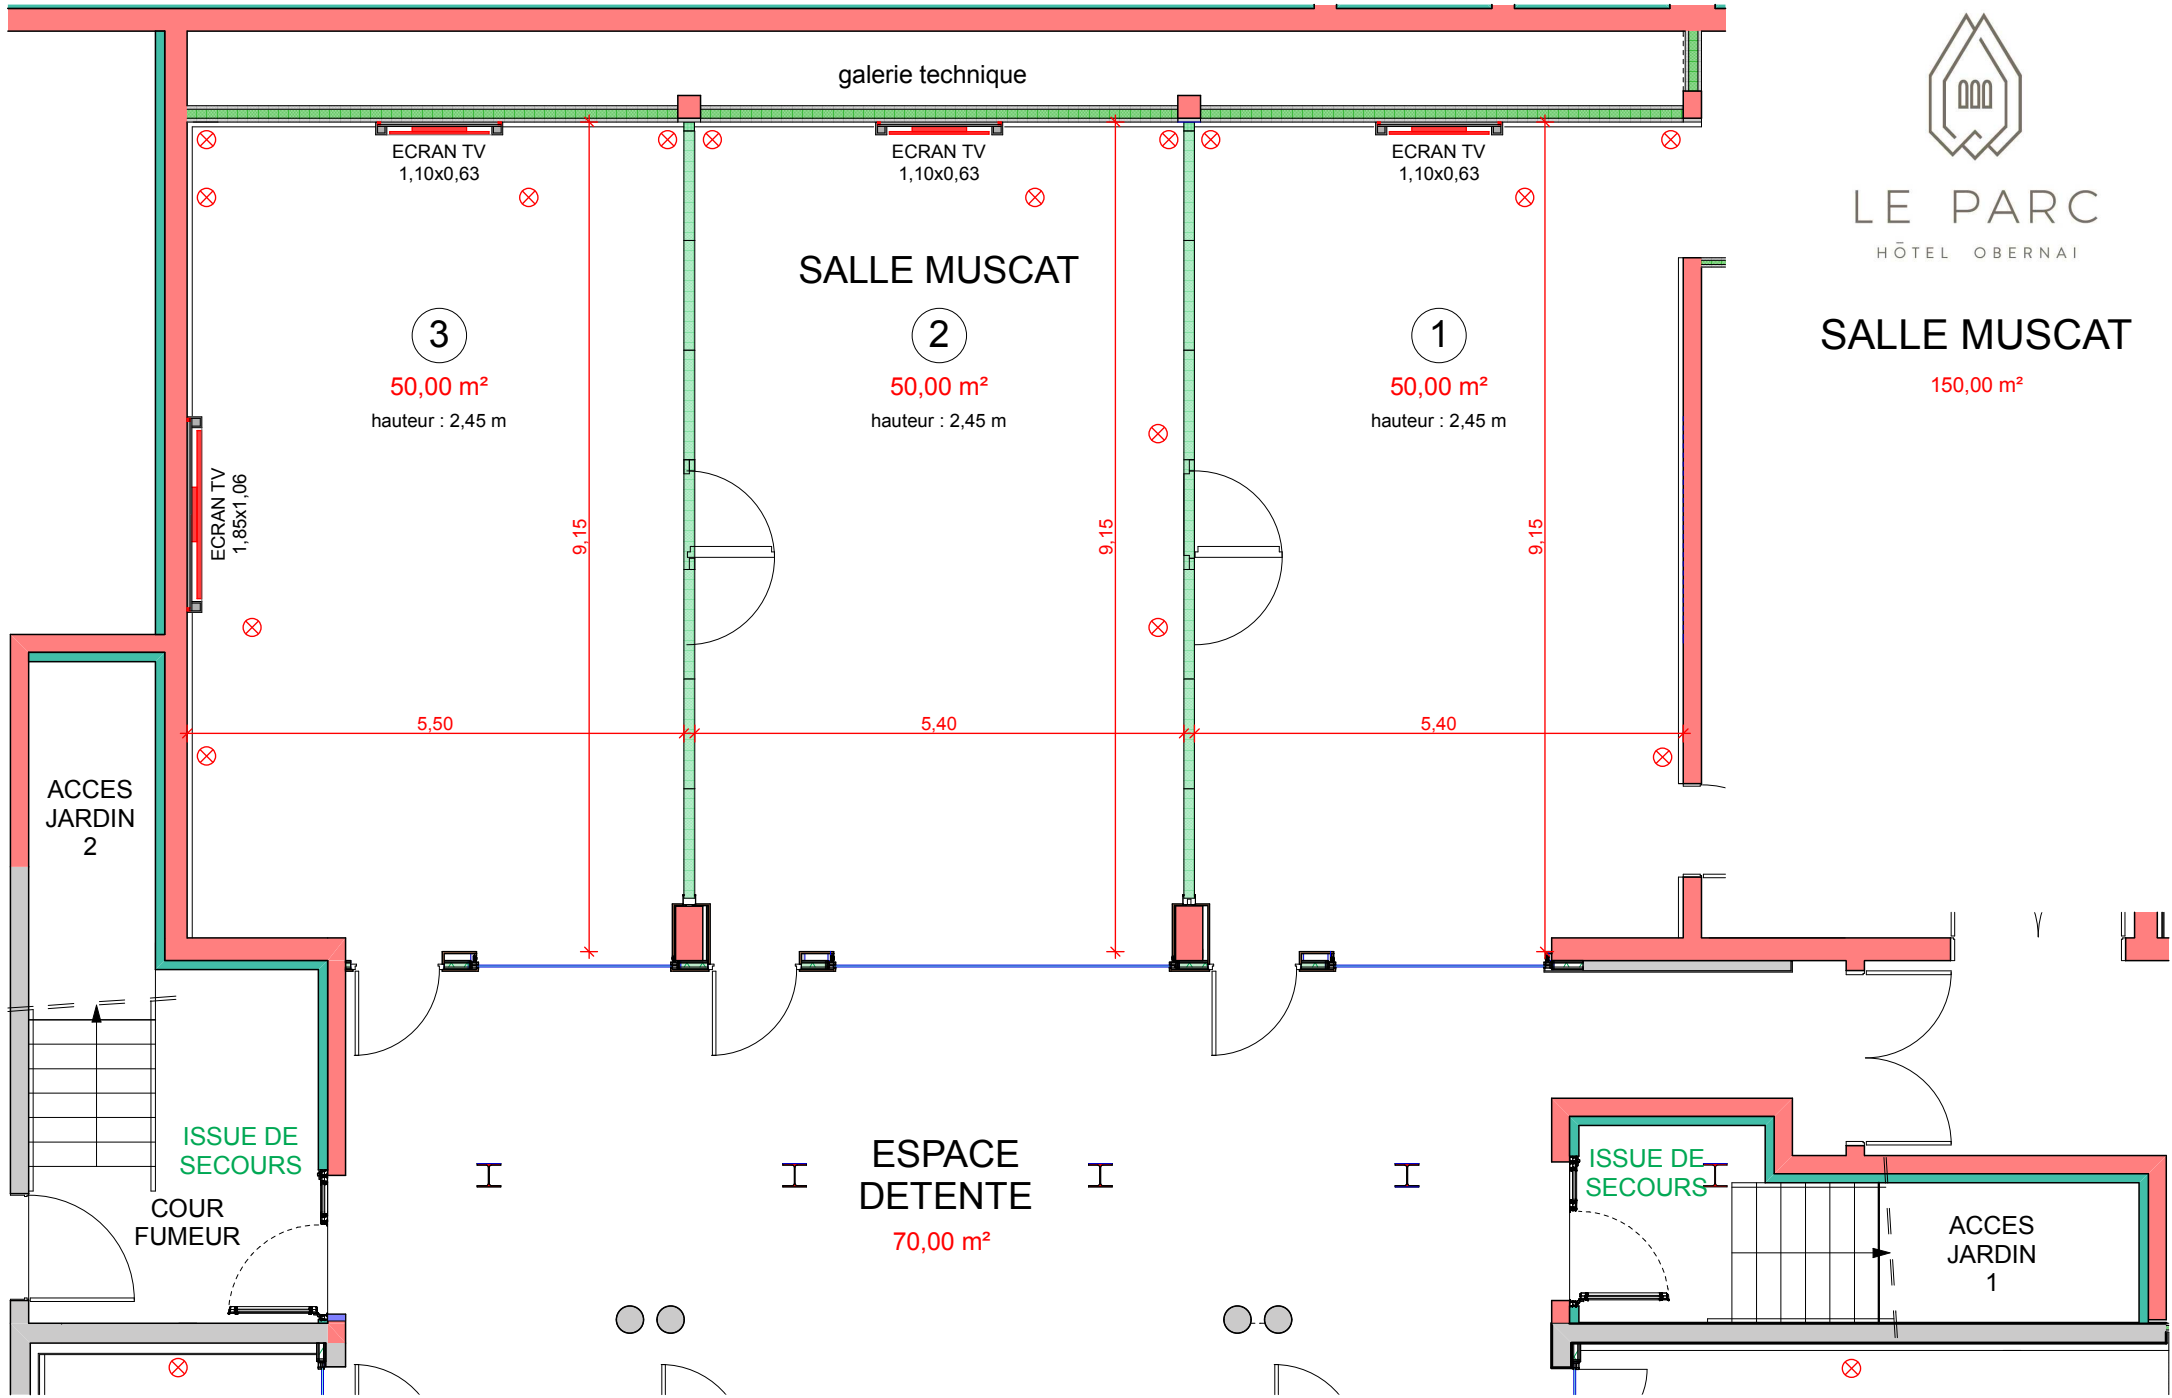 galerie technique
ECRAN TV
1,10x0,63
ECRAN TV
1,10x0,63
ECRAN TV
1,10x0,63
LE PARC
HÔTEL OBERNAI
SALLE MUSCAT
SALLE MUSCAT
150,00 m²
3
50,00 m²
hauteur : 2,45 m
2
50,00 m²
hauteur : 2,45 m
1
50,00 m²
hauteur : 2,45 m
ECRAN TV
1,85x1,06
9,15
9,15
9,15
5,50
5,40
5,40
ACCES
JARDIN
2
ISSUE DE
SECOURS
COUR
FUMEUR
ESPACE
DETENTE
70,00 m²
ISSUE DE
SECOURS
ACCES
JARDIN
1